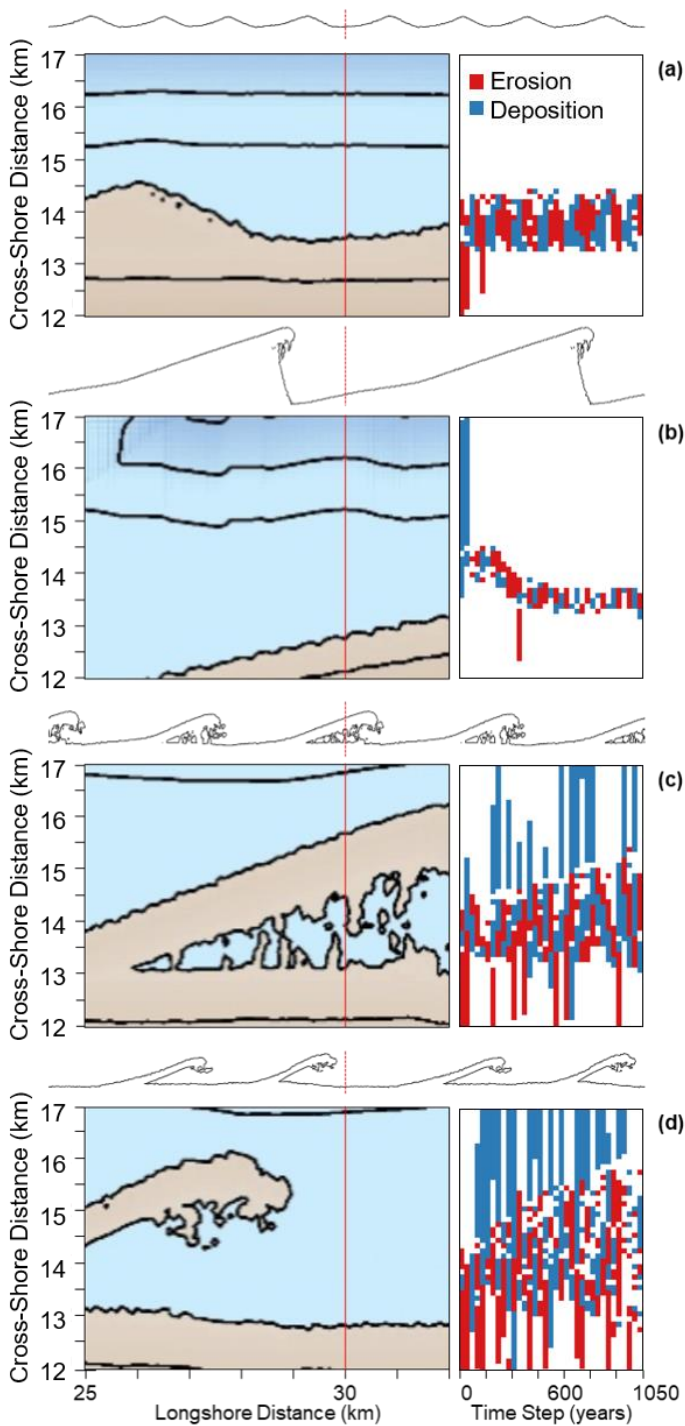 17
16
15
14
13
12
Cross-Shore Distance (km)
Erosion
Deposition
(a)
17
16
15
14
13
12
Cross-Shore Distance (km)
(b)
17
16
15
14
13
12
Cross-Shore Distance (km)
(c)
17
16
15
14
13
12
Cross-Shore Distance (km)
(d)
25 30
Longshore Distance (km)
0 600 1050
Time Step (years)